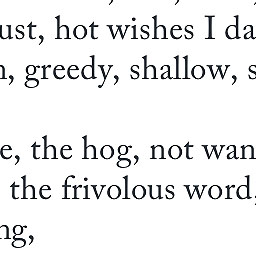 ust, hot wishes I da
, greedy, shallow, s
e, the hog, not wan
the frivolous word,
ng,